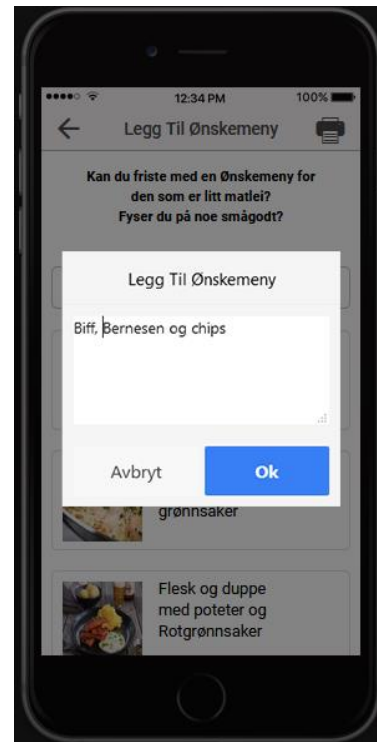 12:34 PM
100%
Legg Til Ønskemeny
Kan du friste med en Ønskemeny for
den som er litt matlei?
Fyser du på noe smågodt?
Legg Til Ønskemeny
Biff, Bernesen og chips
Avbryt
Ok
grønnsaker
Flesk og duppe
med poteter og
Rotgrønnsaker